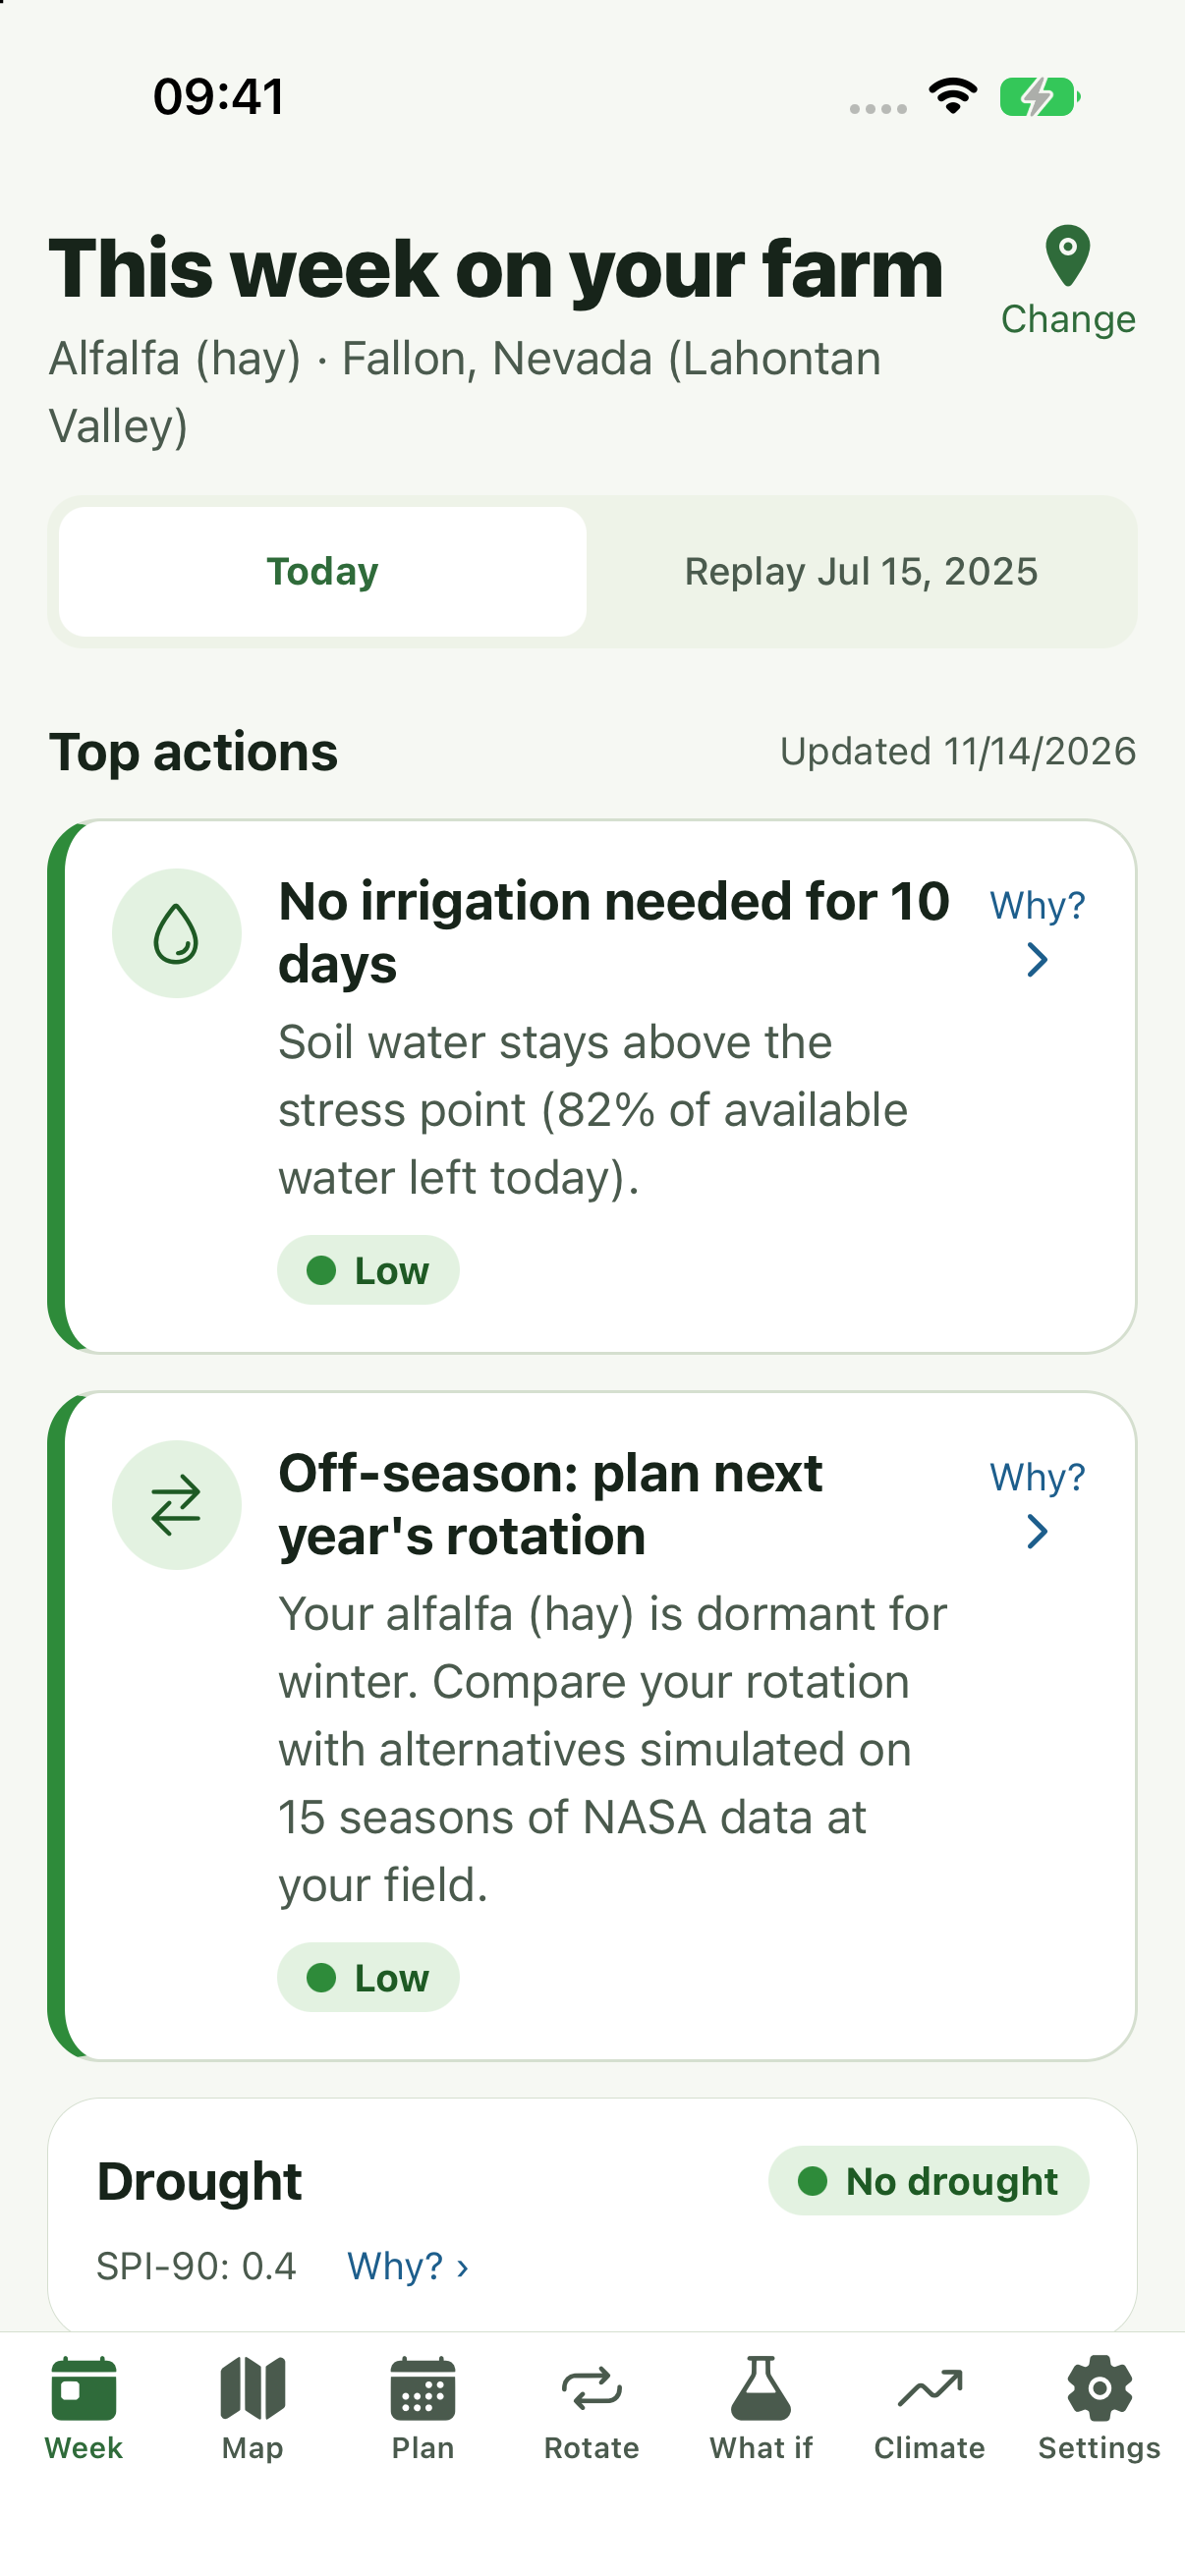 09:41
This week on your farm
Change
Alfalfa (hay) · Fallon, Nevada (Lahontan
Valley)
Today
Replay Jul 15, 2025
Top actions
Updated 11/14/2026
No irrigation needed for 10
days
Why?
Soil water stays above the
stress point (82% of available
water left today).
Low
Off-season: plan next
year's rotation
Why?
Your alfalfa (hay) is dormant for
winter. Compare your rotation
with alternatives simulated on
15 seasons of NASA data at
your field.
Low
Drought
No drought
SPI-90: 0.4
Why? ›
Week
Map
Plan
Rotate
What if
Climate
Settings